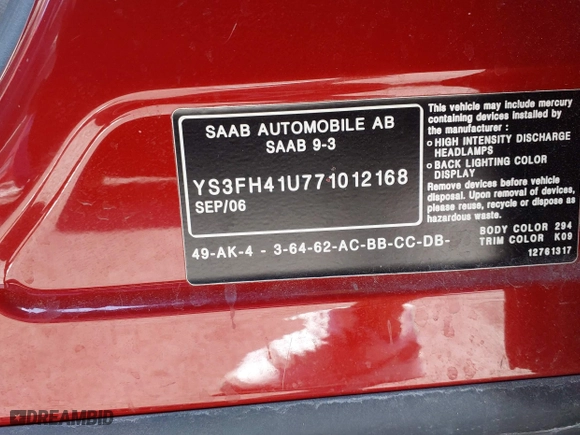 SAAB AUTOMOBILE AB
SAAB 9-3
YS3FH41U771012168
SEP/06
49-AK-4 - 3-64-62-AC-BB-CC-DB-
This vehicle may include mercury
containing devices installed by
the manufacturer :
o HIGH INTENSITY DISCHARGE
HEADLAMPS
o BACK LIGHTING COLOR
DISPLAY
Remove devices before vehicle
disposal. Upon removal of devices,
please reuse, recycle or dispose as
hazardous waste.
BODY COLOR 294
TRIM COLOR K09
12761317
DREAMBID